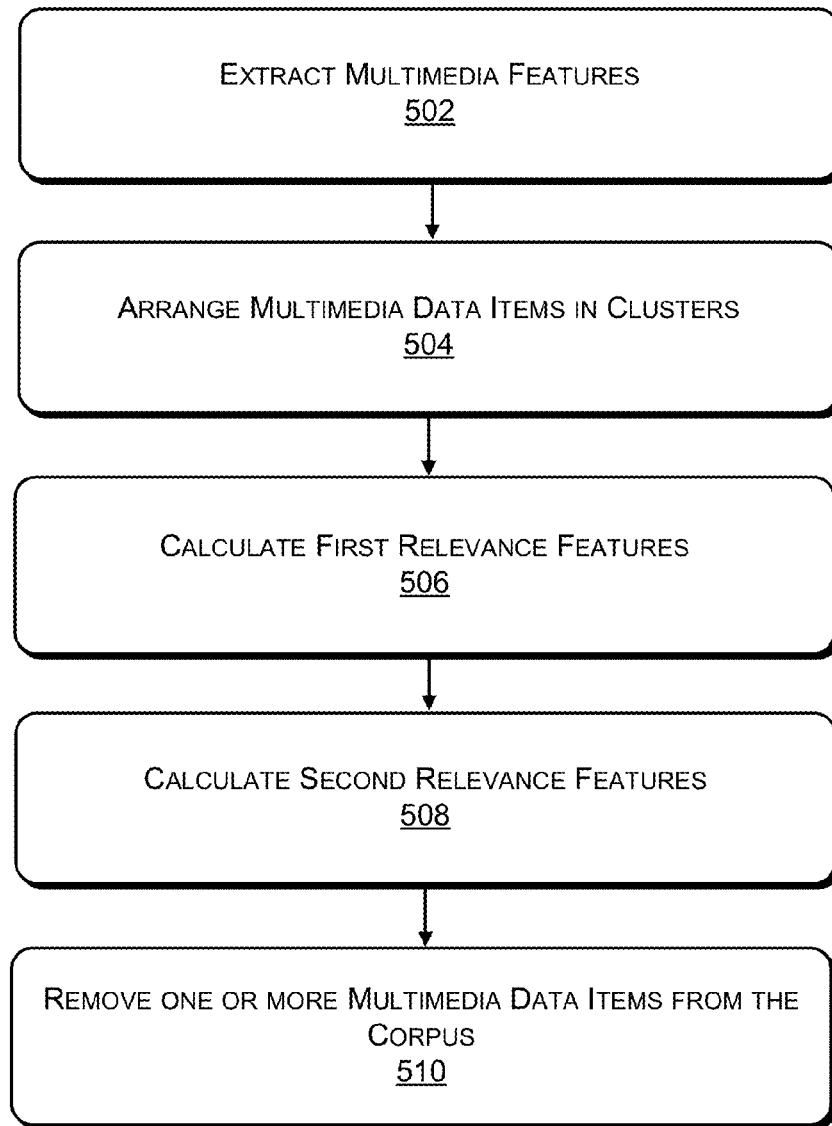 EXTRACT MULTIMEDIA FEATURES
502
ARRANGE MULTIMEDIA DATA ITEMS IN CLUSTERS
504
CALCULATE FIRST RELEVANCE FEATURES
506
CALCULATE SECOND RELEVANCE FEATURES
508
REMOVE ONE OR MORE MULTIMEDIA DATA ITEMS FROM THE
CORPUS
510